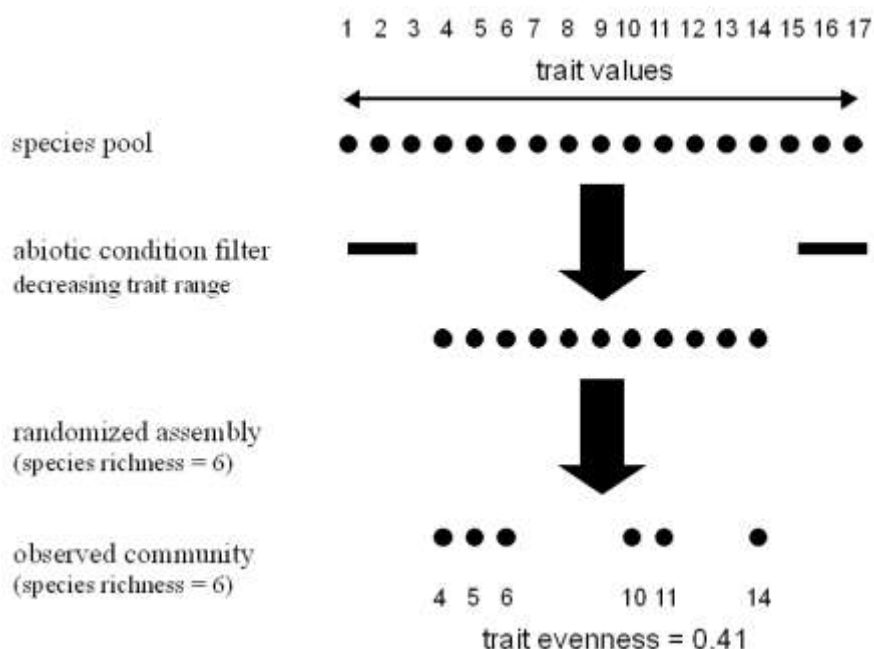 1 2 3 4 5 6 7 8 9 10 11 12 13 14 15 16 17
trait values
species pool
abiotic condition filter
decreasing trait range
randomized assembly
(species richness = 6)
observed community
(species richness = 6)
4 5 6 10 11 14
trait evenness = 0.41